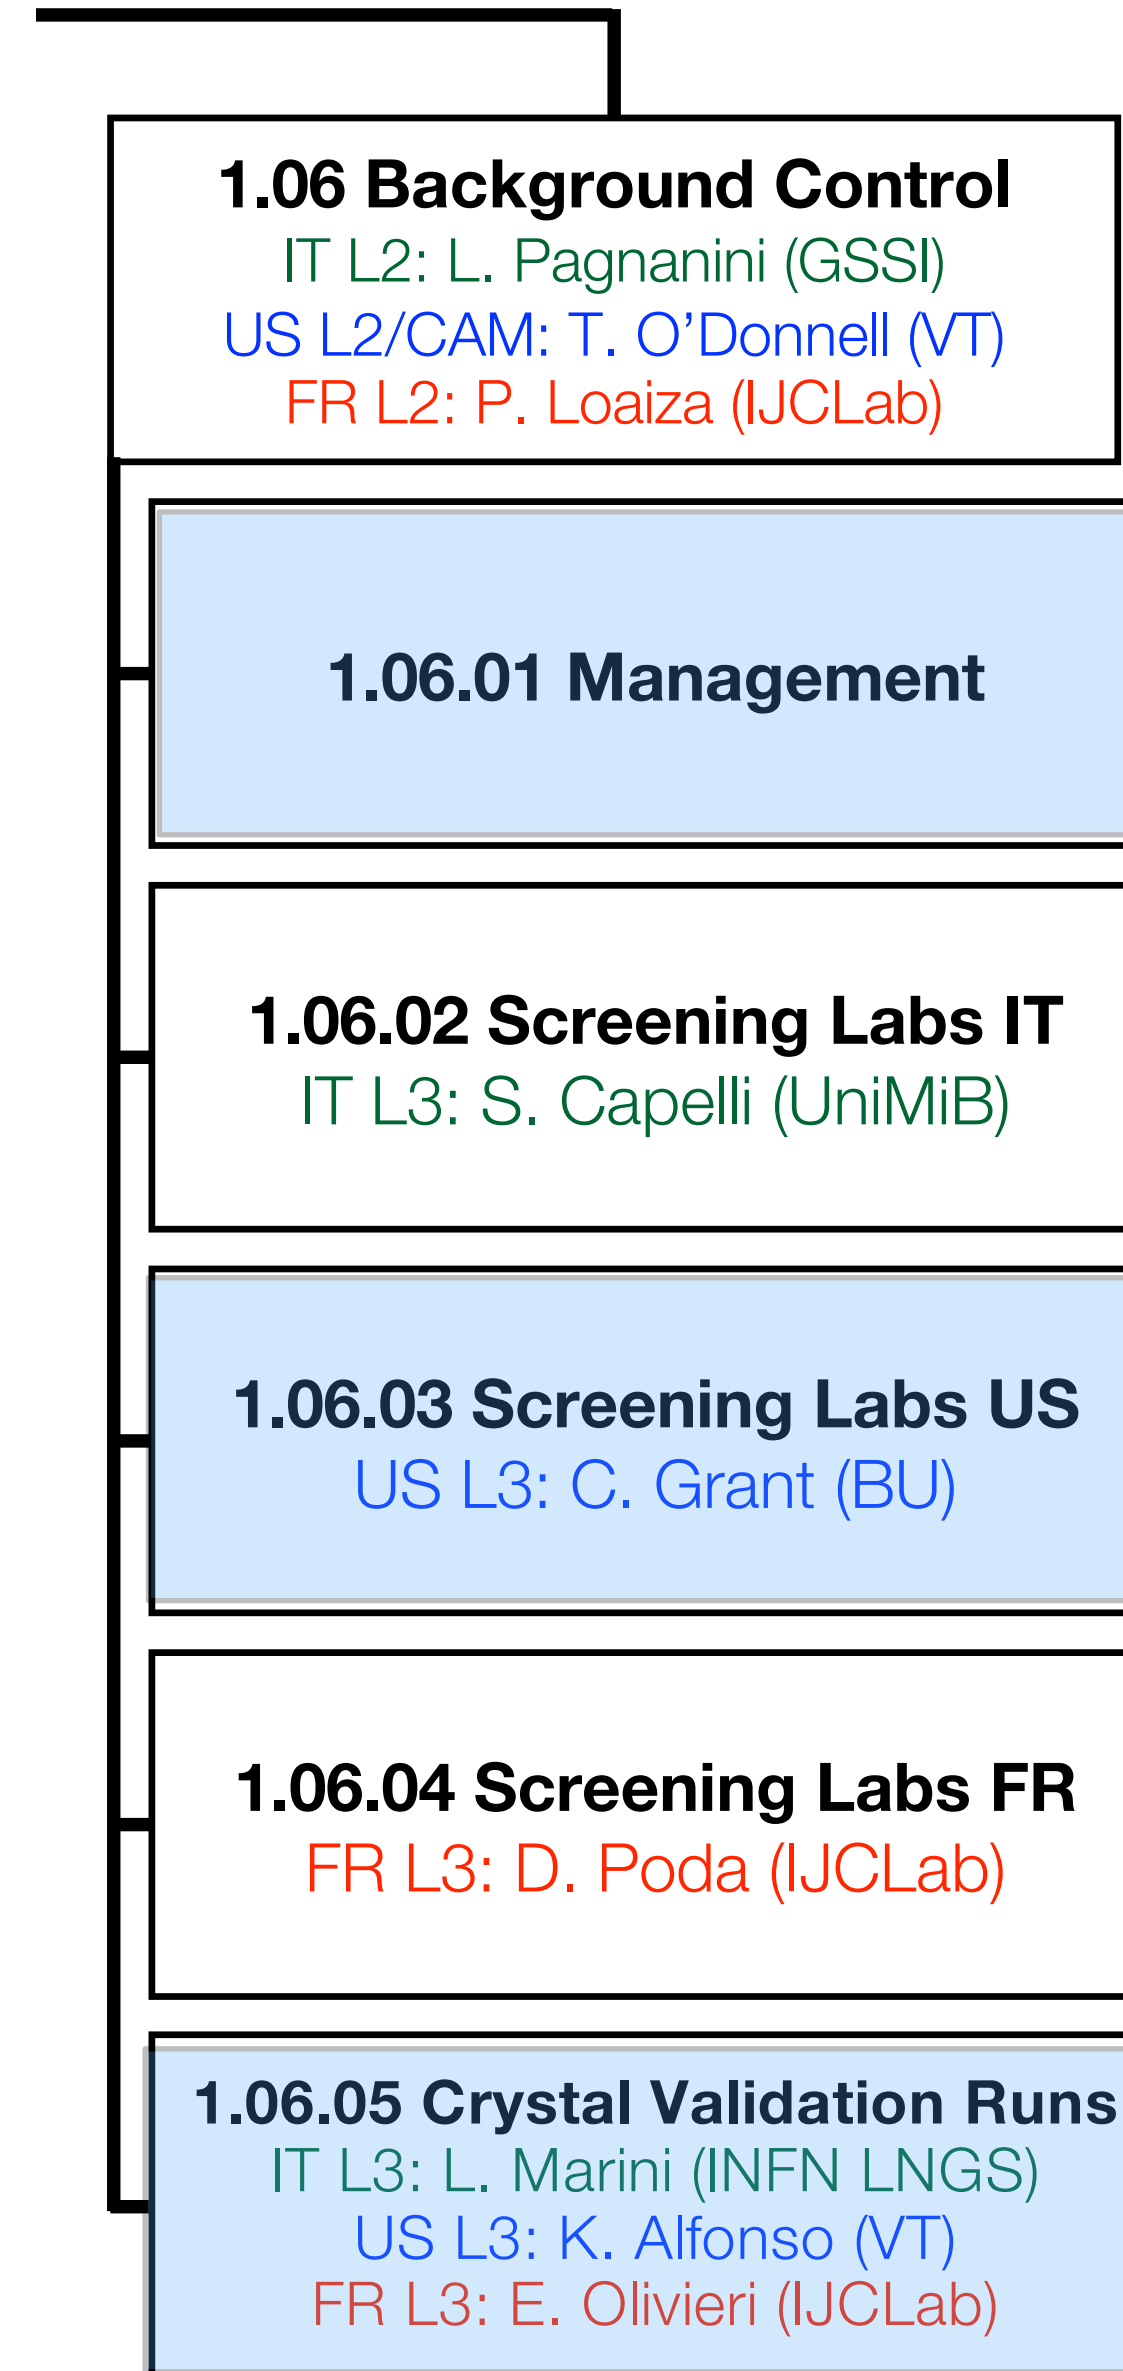 1.06 Background Control
IT L2: L. Pagnanini (GSSI)
US L2/CAM: T. O’Donnell (VT)
FR L2: P. Loaiza (IJCLab)
1.06.01 Management
1.06.02 Screening Labs IT
IT L3: S. Capelli (UniMiB)
1.06.03 Screening Labs US
US L3: C. Grant (BU)
1.06.04 Screening Labs FR
FR L3: D. Poda (IJCLab)
1.06.05 Crystal Validation Runs
IT L3: L. Marini (INFN LNGS)
US L3: K. Alfonso (VT)
FR L3: E. Olivieri (IJCLab)